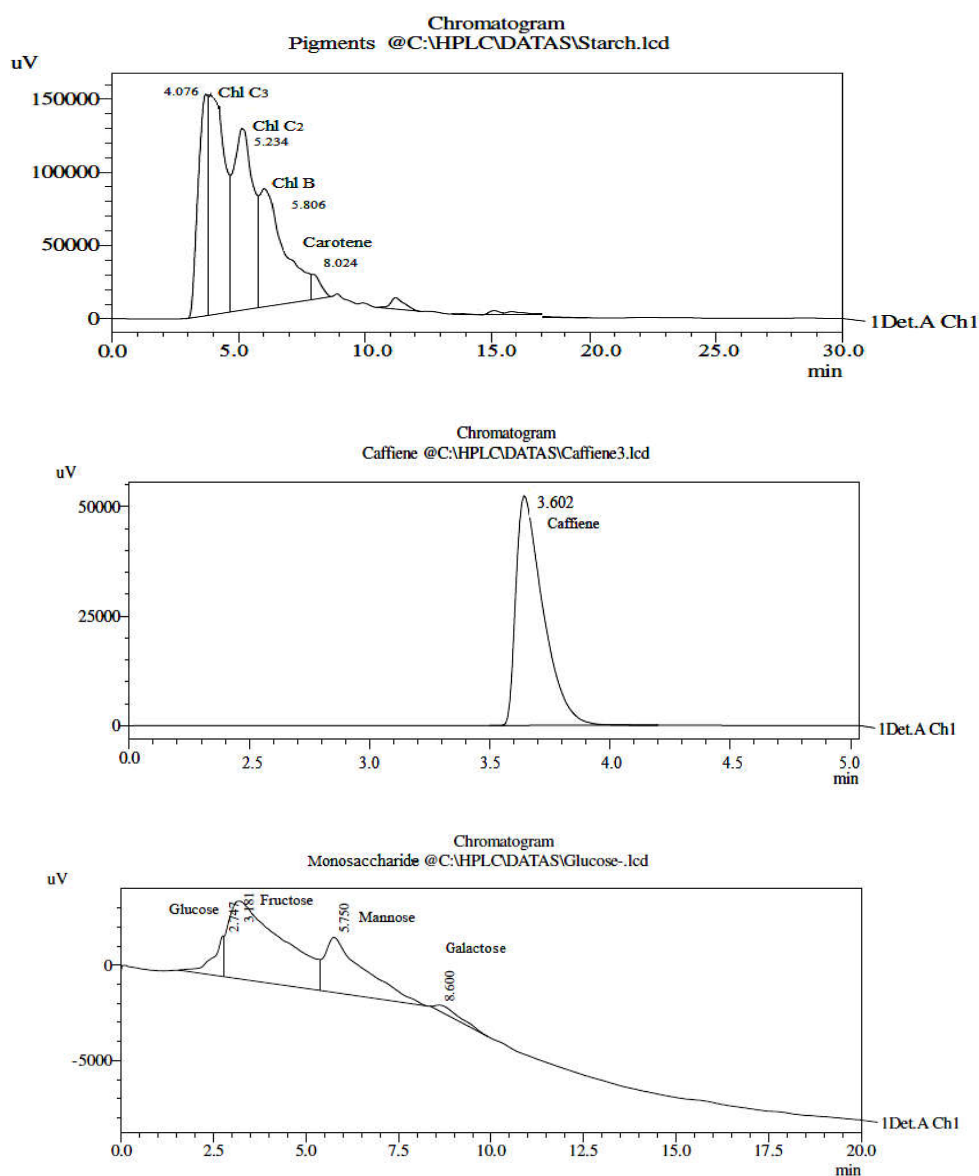 Chromatogram
Pigments @C:\HPLC\DATAS\Starch.lcd
uV
150000
100000
50000
0
4.076 Chl C3
Chl C2
5.234
Chl B
5.806
Carotene
8.024
1Det.A Ch1
0.0 5.0 10.0 15.0 20.0 25.0 30.0
min
Chromatogram
Caffiene @C:\HPLC\DATAS\Caffiene3.lcd
uV
50000
25000
0
3.602
Caffiene
1Det.A Ch1
0.0 2.5 3.0 3.5 4.0 4.5 5.0
min
Chromatogram
Monosaccharide @C:\HPLC\DATAS\Glucose-.lcd
uV
0
-5000
Glucose
2.747
3.181
Fructose
5.750
Mannose
Galactose
8.600
1Det.A Ch1
0.0 2.5 5.0 7.5 10.0 12.5 15.0 17.5 20.0
min